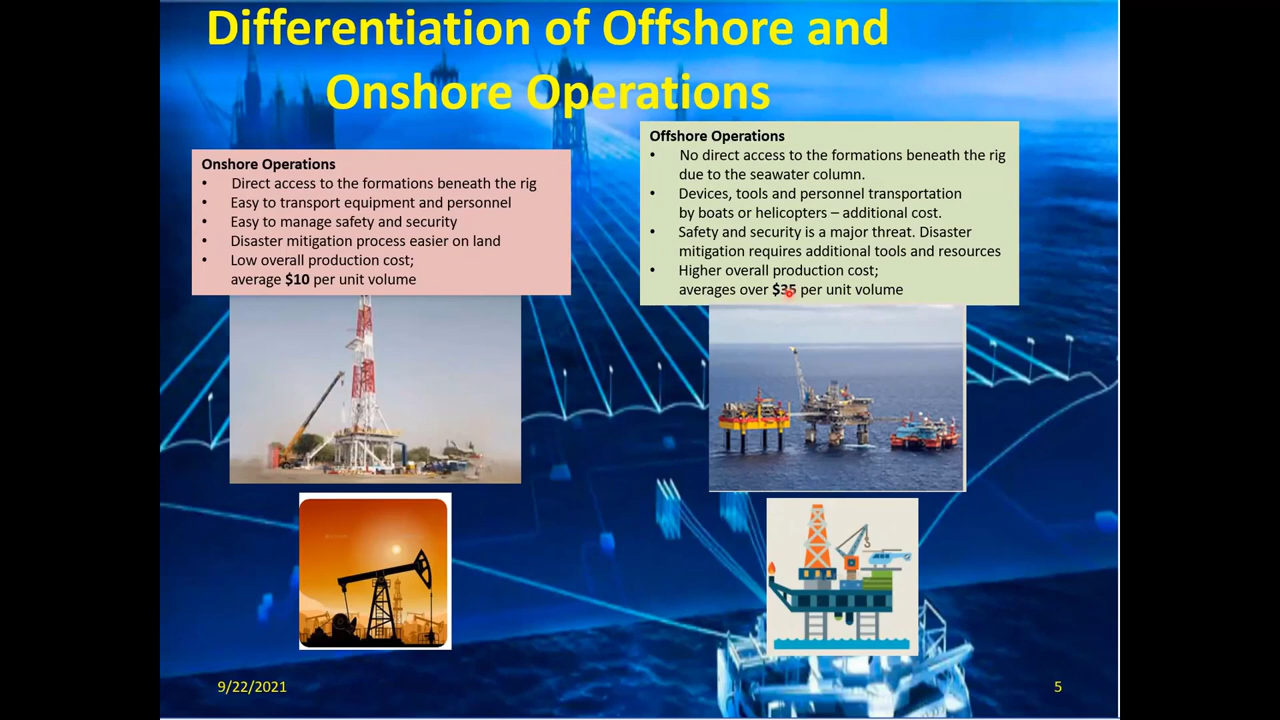 Differentiation of Offshore and
Onshore Operations
Onshore Operations
• Direct access to the formations beneath the rig
• Easy to transport equipment and personnel
• Easy to manage safety and security
• Disaster mitigation process easier on land
• Low overall production cost;
average $10 per unit volume
Offshore Operations
• No direct access to the formations beneath the rig
due to the seawater column.
• Devices, tools and personnel transportation
by boats or helicopters – additional cost.
• Safety and security is a major threat. Disaster
mitigation requires additional tools and resources
• Higher overall production cost;
averages over $35 per unit volume
9/22/2021
5